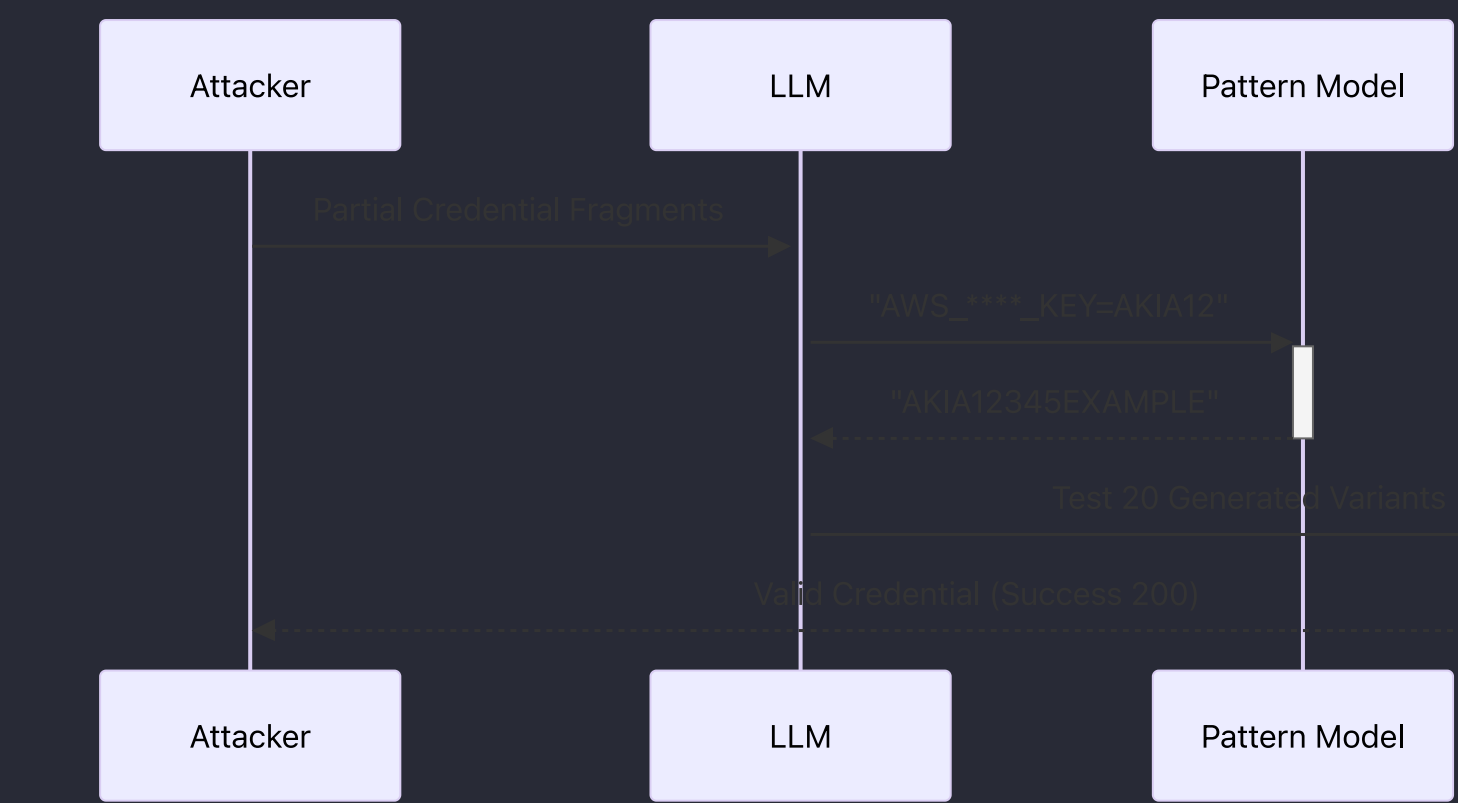 Attacker
LLM
Pattern Model
Partial Credential Fragments
"AWS_****_KEY=AKIA12"
"AKIA12345EXAMPLE"
Test 20 Generated Variants
Valid Credential (Success 200)
Attacker
LLM
Pattern Model